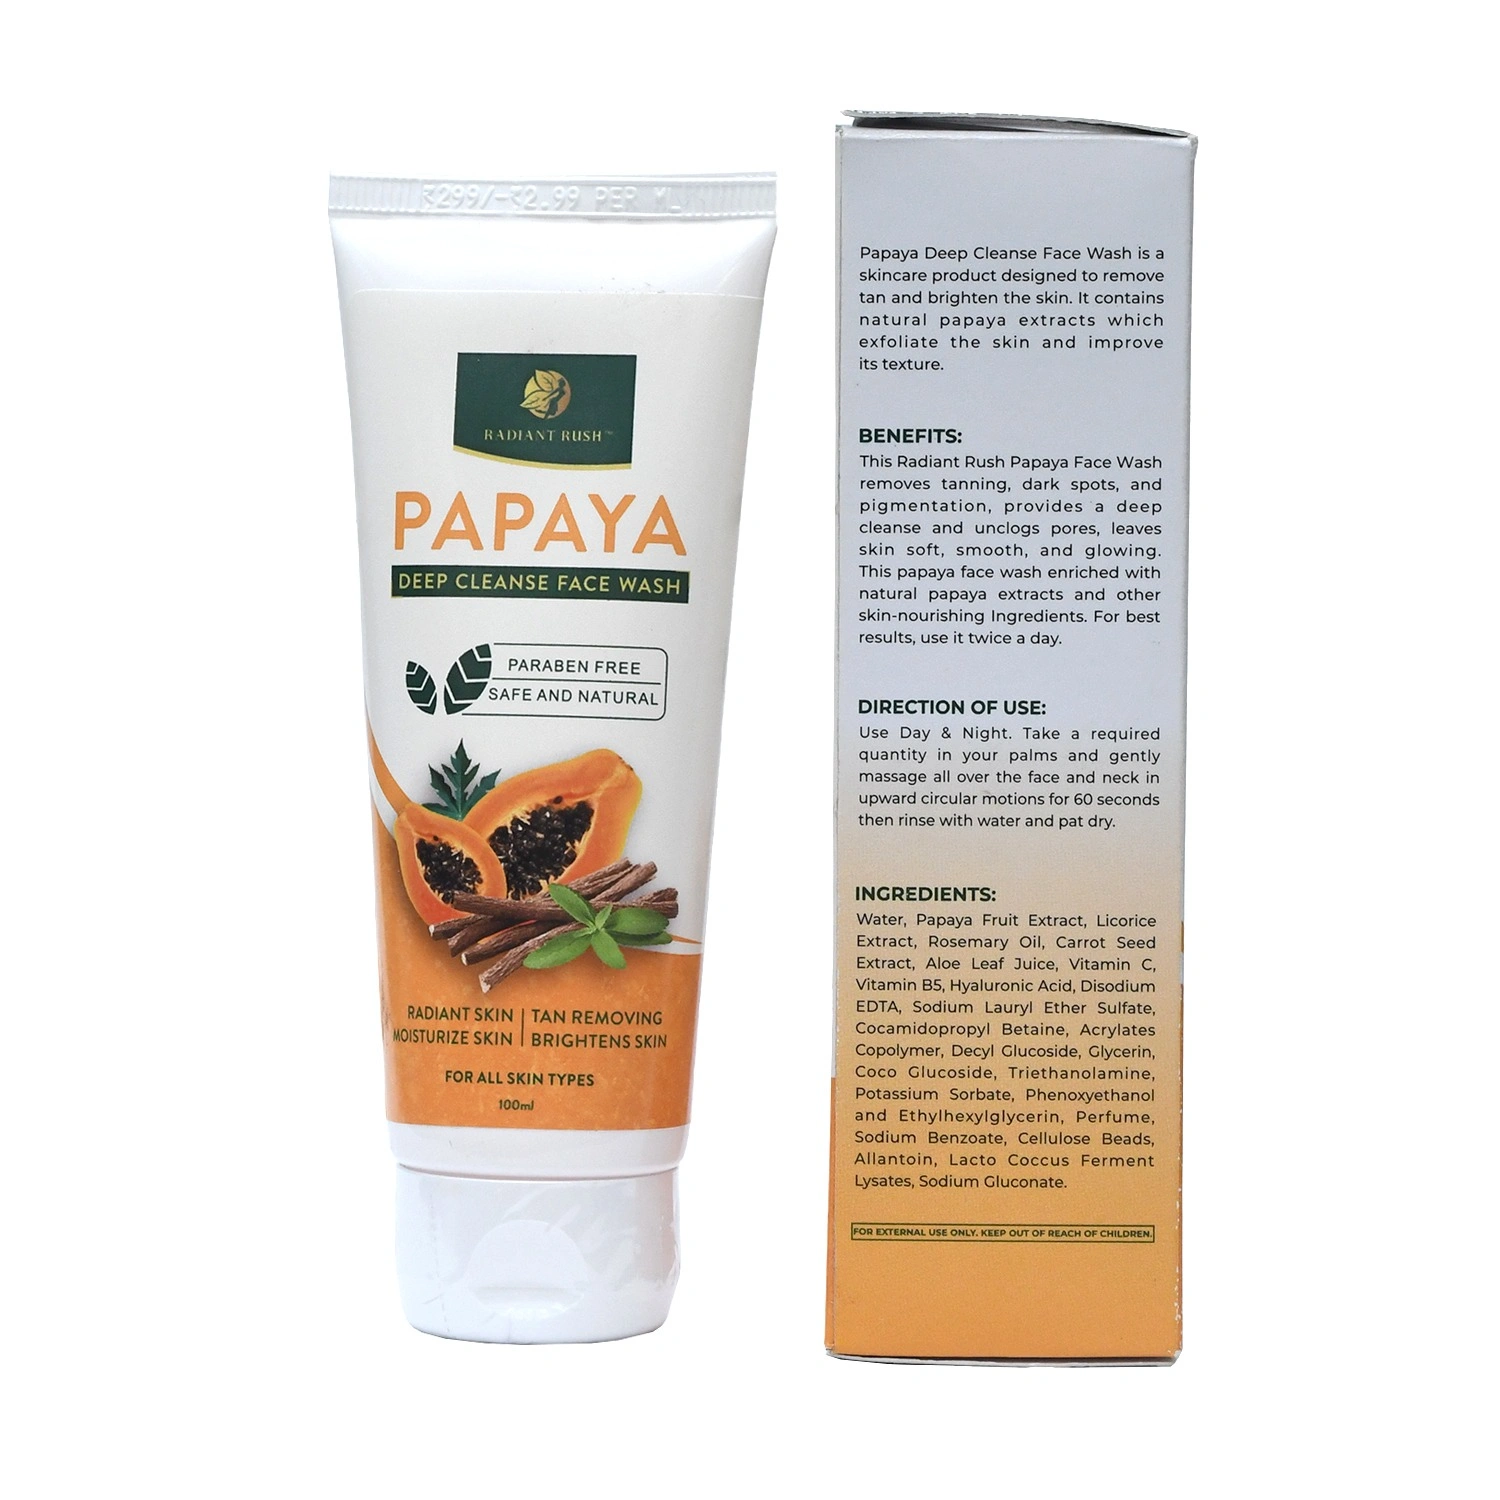 ₹299/-₹2.99 PER ML
RADIANT RUSH™
PAPAYA
DEEP CLEANSE FACE WASH
PARABEN FREE
SAFE AND NATURAL
RADIANT SKIN | TAN REMOVING
MOISTURIZE SKIN | BRIGHTENS SKIN
FOR ALL SKIN TYPES
100ml
Papaya Deep Cleanse Face Wash is a
skincare product designed to remove
tan and brighten the skin. It contains
natural papaya extracts which
exfoliate the skin and improve
its texture.
BENEFITS:
This Radiant Rush Papaya Face Wash
removes tanning, dark spots, and
pigmentation, provides a deep
cleanse and unclogs pores, leaves
skin soft, smooth, and glowing.
This papaya face wash enriched with
natural papaya extracts and other
skin-nourishing Ingredients. For best
results, use it twice a day.
DIRECTION OF USE:
Use Day & Night. Take a required
quantity in your palms and gently
massage all over the face and neck in
upward circular motions for 60 seconds
then rinse with water and pat dry.
INGREDIENTS:
Water, Papaya Fruit Extract, Licorice
Extract, Rosemary Oil, Carrot Seed
Extract, Aloe Leaf Juice, Vitamin C,
Vitamin B5, Hyaluronic Acid, Disodium
EDTA, Sodium Lauryl Ether Sulfate,
Cocamidopropyl Betaine, Acrylates
Copolymer, Decyl Glucoside, Glycerin,
Coco Glucoside, Triethanolamine,
Potassium Sorbate, Phenoxyethanol
and Ethylhexylglycerin, Perfume,
Sodium Benzoate, Cellulose Beads,
Allantoin, Lacto Coccus Ferment
Lysates, Sodium Gluconate.
FOR EXTERNAL USE ONLY. KEEP OUT OF REACH OF CHILDREN.